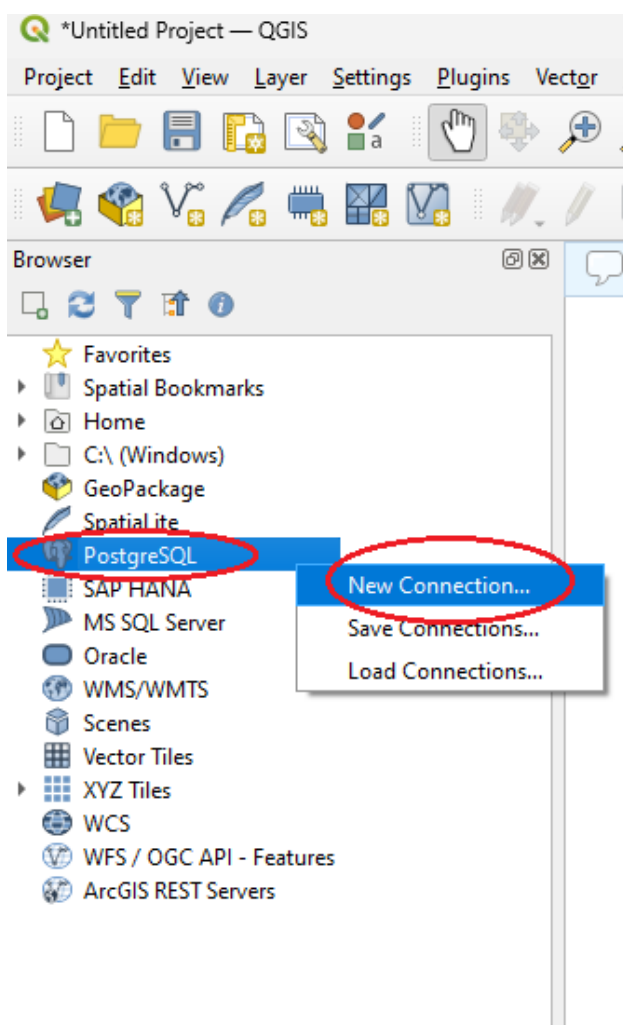 *Untitled Project — QGIS
Project Edit View Layer Settings Plugins Vector
a
Browser
Favorites
Spatial Bookmarks
Home
C:\ (Windows)
GeoPackage
SpatiaLite
PostgreSQL
New Connection...
SAP HANA
Save Connections...
MS SQL Server
Oracle
Load Connections...
WMS/WMTS
Scenes
Vector Tiles
XYZ Tiles
WCS
WFS / OGC API - Features
ArcGIS REST Servers